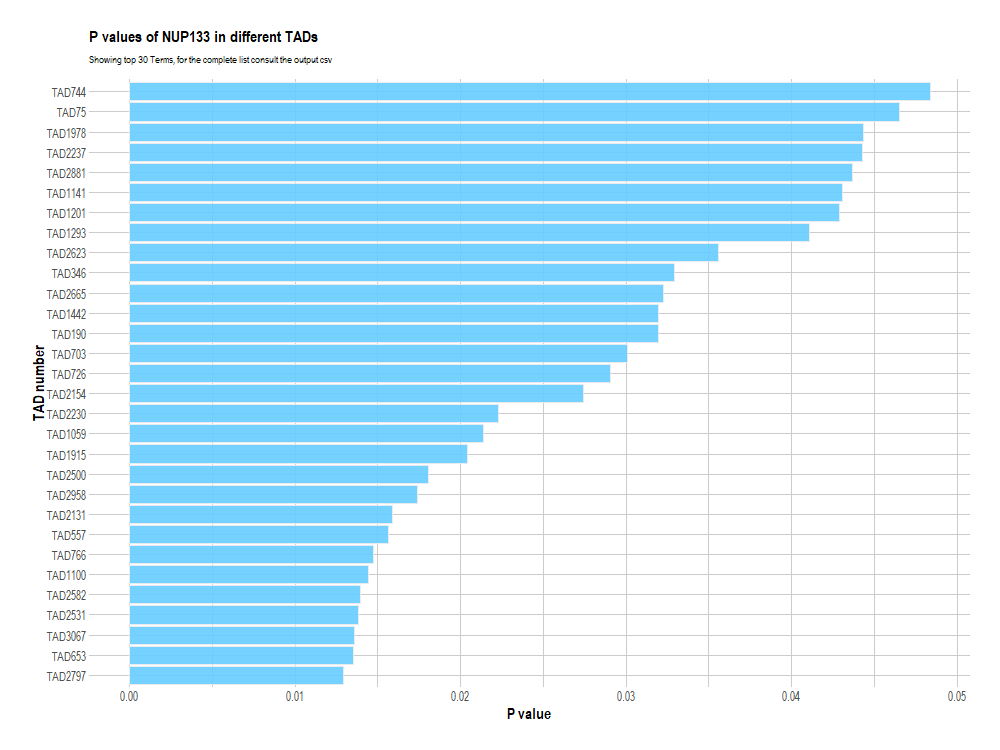 P values of NUP133 in different TADs
Showing top 30 Terms, for the complete list consult the output csv
TAD744
TAD75
TAD1978
TAD2237
TAD2881
TAD1141
TAD1201
TAD1293
TAD2623
TAD346
TAD2665
TAD1442
TAD190
TAD703
TAD726
TAD2154
TAD2230
TAD1059
TAD1915
TAD2500
TAD2958
TAD2131
TAD557
TAD766
TAD1100
TAD2582
TAD2531
TAD3067
TAD653
TAD2797
TAD number
0.00 0.01 0.02 0.03 0.04 0.05
P value